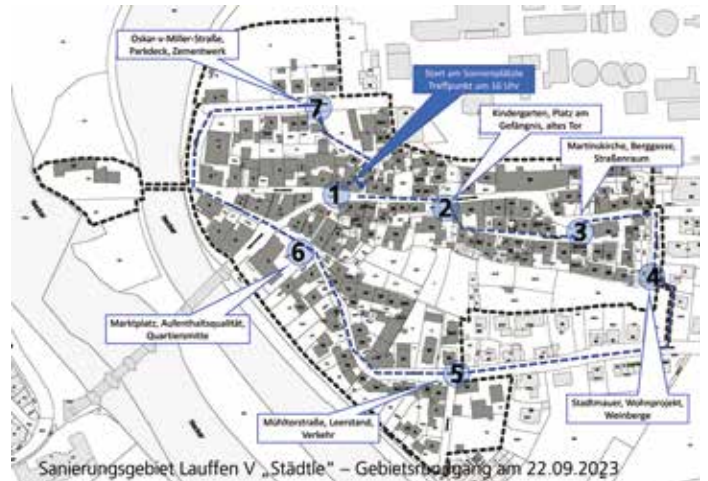 Oskar-v-Miller-Straße,
Parkdeck, Zementwerk
Start am Sonnenplätzle
Treffpunkt um 16 Uhr
Kindergarten, Platz am
Gefängnis, altes Tor
Martinskirche, Berggasse,
Straßenraum
7
1
2
3
4
6
5
Marktplatz, Aufenthaltsqualität,
Quartiersmitte
Mühltorstraße, Leerstand,
Verkehr
Stadtmauer, Wohnprojekt,
Weinberge
Sanierungsgebiet Lauffen V „Städtle“ – Gebietsrundgang am 22.09.2023